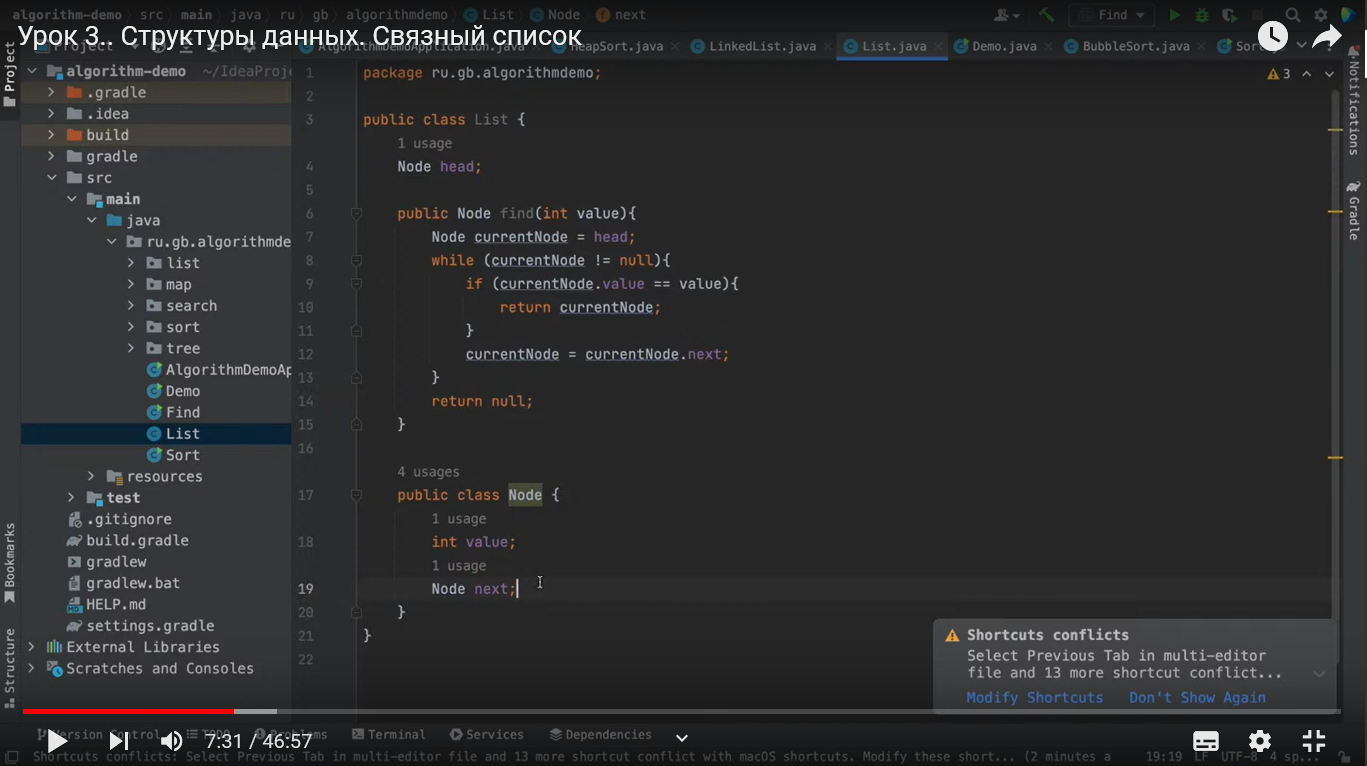 algorithm-demo src main java ru gb algorithmdemo List Node next
Find
Урок 3.. Структуры данных. Связный список
Project
AlgorithmDemoApplication.java HeapSort.java LinkedList.java List.java Demo.java BubbleSort.java
algorithm-demo ~/IdeaProj
.gradle
.idea
build
gradle
src
main
java
ru.gb.algorithmde
list
map
search
sort
tree
AlgorithmDemoAp
Demo
Find
List
Sort
resources
test
.gitignore
build.gradle
gradlew
gradlew.bat
HELP.md
settings.gradle
External Libraries
Scratches and Consoles
Project
Bookmarks
Structure
1 package ru.gb.algorithmdemo;
2
3 public class List {
1 usage
4 Node head;
5
6 public Node find(int value){
7 Node currentNode = head;
8 while (currentNode != null){
9 if (currentNode.value == value){
10 return currentNode;
11 }
12 currentNode = currentNode.next;
13 }
14 return null;
15 }
16
4 usages
17 public class Node {
1 usage
18 int value;
1 usage
19 Node next;
20 }
21 }
22
3
Notifications
Gradle
Shortcuts conflicts
Select Previous Tab in multi-editor
file and 13 more shortcut conflict...
Modify Shortcuts Don't Show Again
Version Control TODO Problems Terminal Services Dependencies
7:31 / 46:57
Shortcuts conflicts: Select Previous Tab in multi-editor file and 13 more shortcut conflict with macOS shortcuts. Modify these short... (2 minutes a 19:19 LF UTF-8 4 sp...